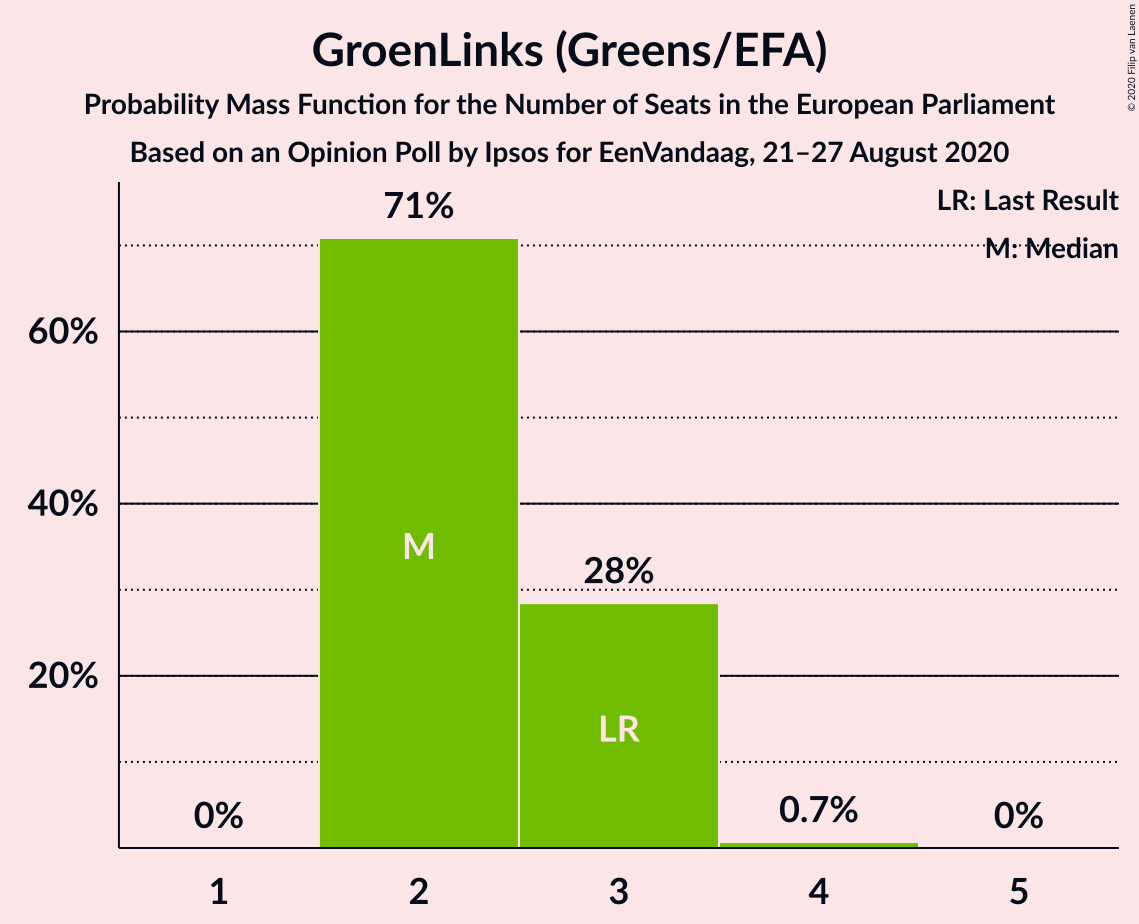 GroenLinks (Greens/EFA)
Probability Mass Function for the Number of Seats in the European Parliament
Based on an Opinion Poll by Ipsos for EenVandaag, 21–27 August 2020
© 2020 Filip van Laenen
LR: Last Result
M: Median
71%
60%
40%
M
28%
20%
LR
0%
0.7%
0%
1 2 3 4 5